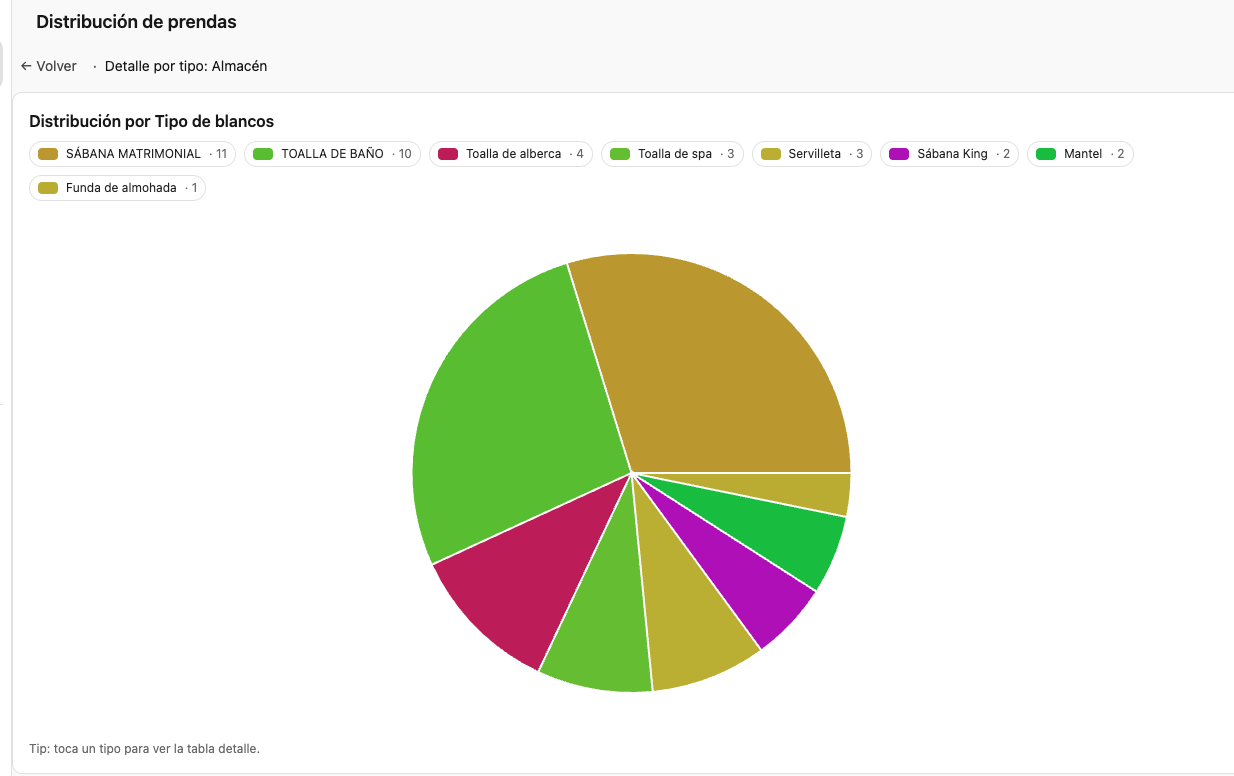 Distribución de prendas
← Volver · Detalle por tipo: Almacén
Distribución por Tipo de blancos
SÁBANA MATRIMONIAL · 11 TOALLA DE BAÑO · 10 Toalla de alberca · 4 Toalla de spa · 3 Servilleta · 3 Sábana King · 2 Mantel · 2
Funda de almohada · 1
Tip: toca un tipo para ver la tabla detalle.